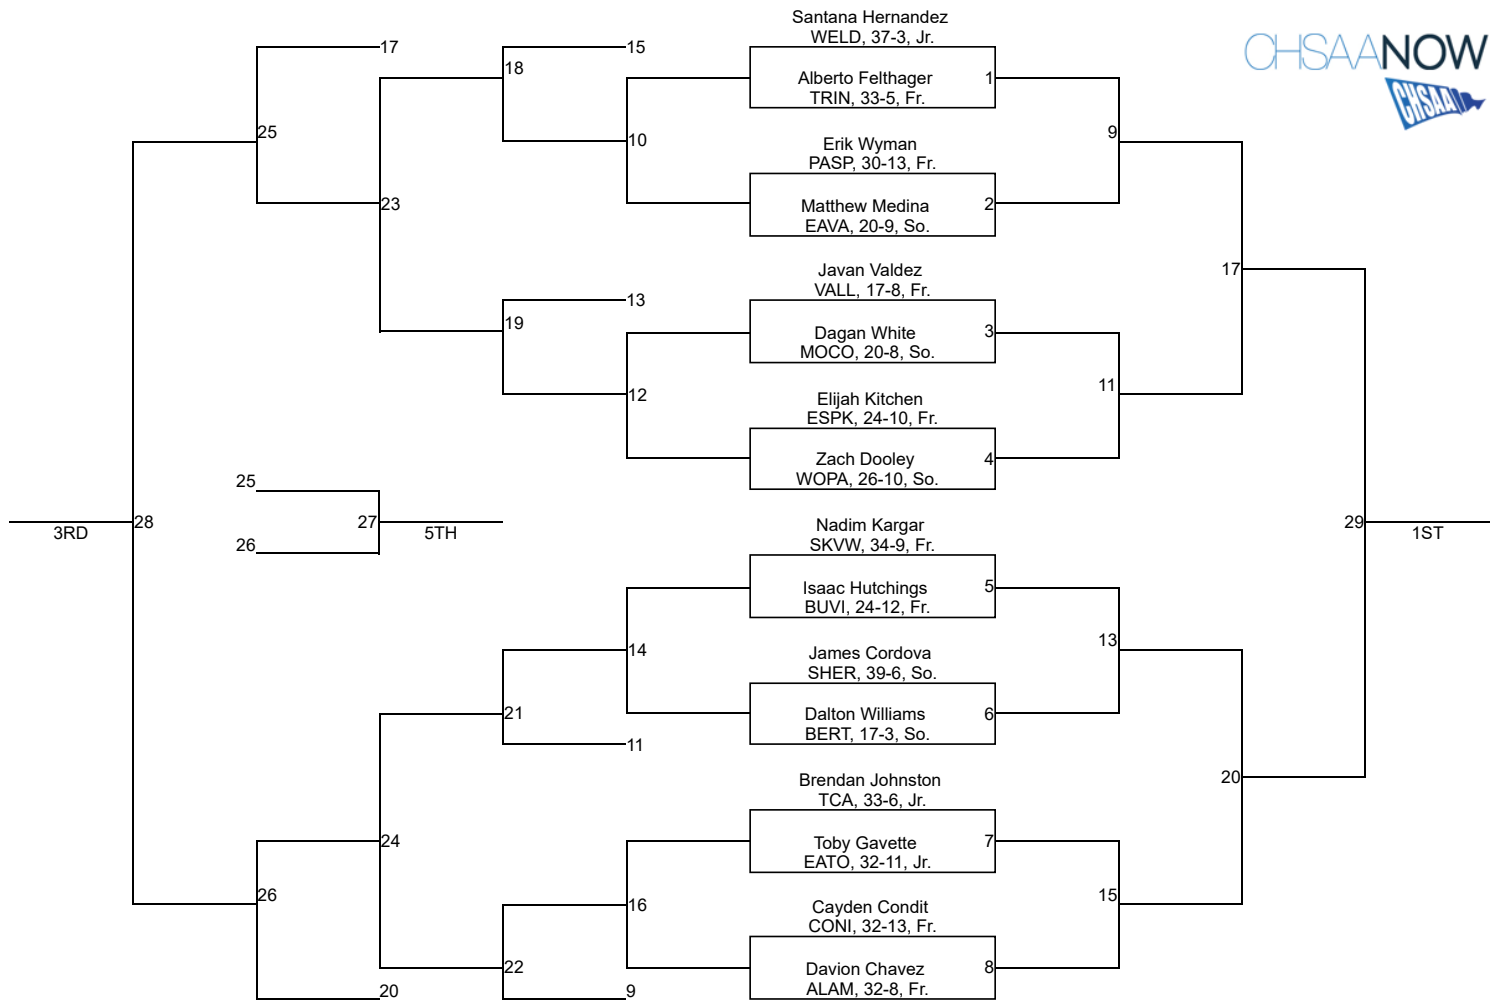 Santana Hernandez
WELD, 37-3, Jr.
CHSAANOW
CHSAA
17
15
18
Alberto Felthager
TRIN, 33-5, Fr.
1
25
10
9
Erik Wyman
PASP, 30-13, Fr.
23
Matthew Medina
EAVA, 20-9, So.
2
Javan Valdez
VALL, 17-8, Fr.
17
13
19
Dagan White
MOCO, 20-8, So.
3
12
11
Elijah Kitchen
ESPK, 24-10, Fr.
Zach Dooley
WOPA, 26-10, So.
4
25
28
3RD
27
5TH
26
29
1ST
Nadim Kargar
SKVW, 34-9, Fr.
Isaac Hutchings
BUVI, 24-12, Fr.
5
14
13
James Cordova
SHER, 39-6, So.
21
Dalton Williams
BERT, 17-3, So.
6
11
Brendan Johnston
TCA, 33-6, Jr.
20
24
Toby Gavette
EATO, 32-11, Jr.
7
26
16
15
Cayden Condit
CONI, 32-13, Fr.
22
Davion Chavez
ALAM, 32-8, Fr.
8
20
9